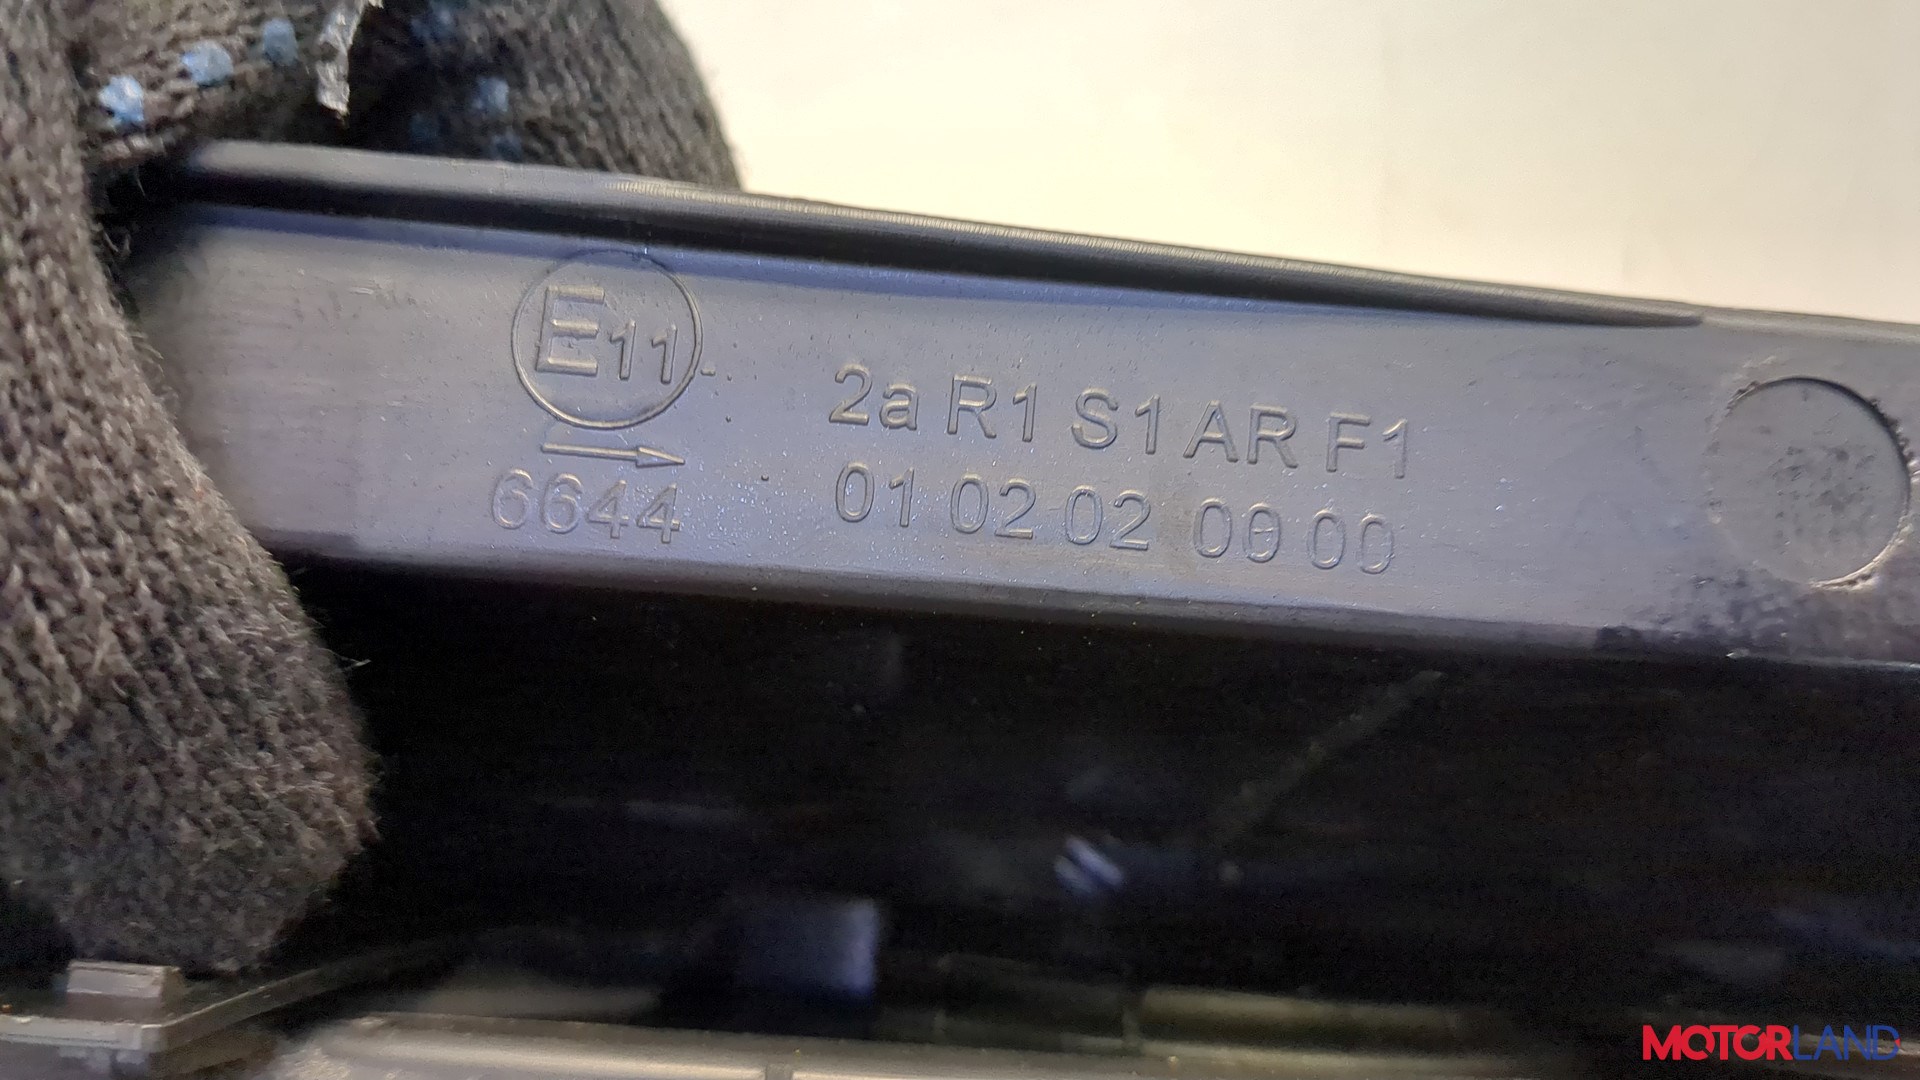 E11
6644
2a R1 S1 AR F1
01 02 02 00 00
MOTORLAND